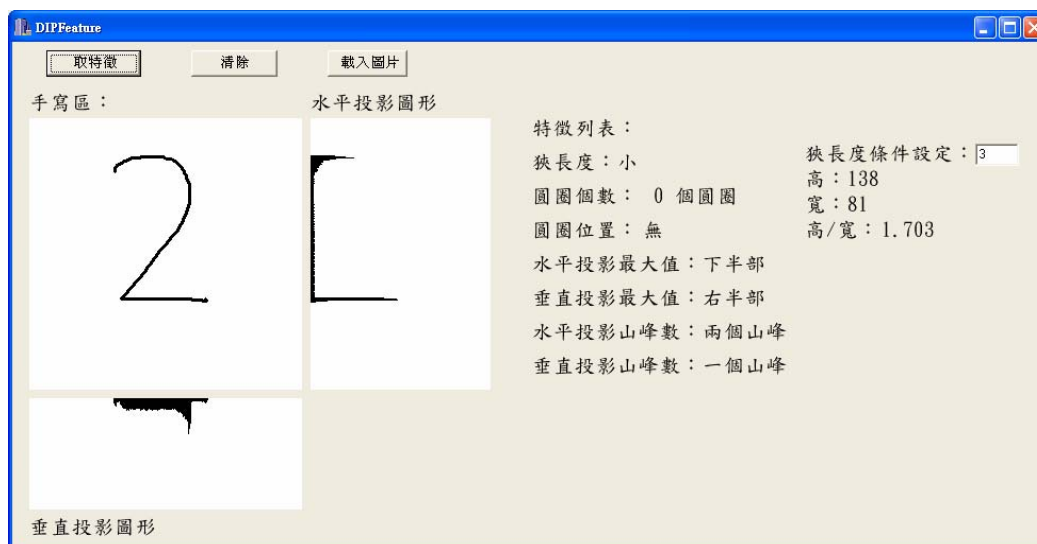 DIPFeature
取特徵 清除 載入圖片
手寫區：
2
水平投影圖形
垂直投影圖形
特徵列表：
狹長度：小
圓圈個數： 0 個圓圈
圓圈位置： 無
水平投影最大值：下半部
垂直投影最大值：右半部
水平投影山峰數：兩個山峰
垂直投影山峰數：一個山峰
狹長度條件設定：3
高：138
寬：81
高/寬：1.703